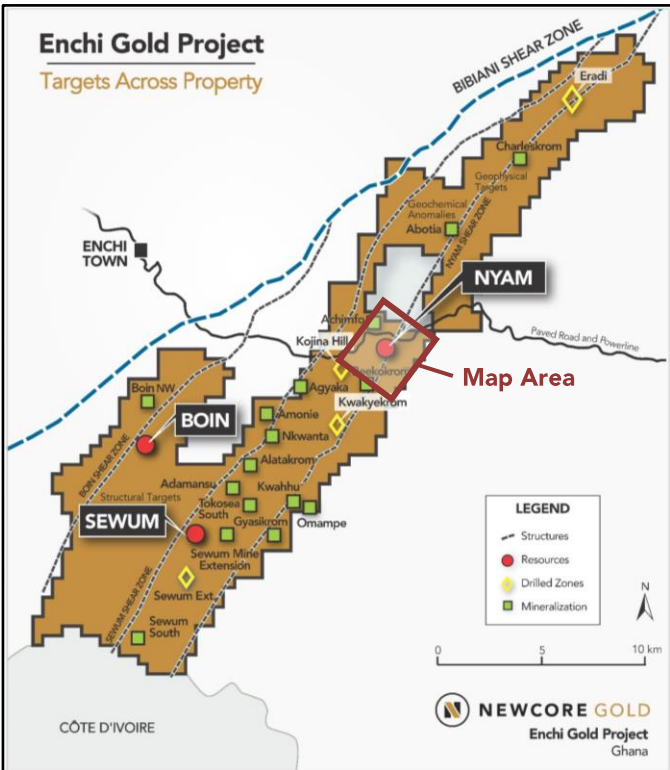 Enchi Gold Project
Targets Across Property
BIBIANI SHEAR ZONE
Eradi
Charleskrom
Geophysical
Targets
Geochemical
Anomalies
Abotia
NYAM SHEAR ZONE
ENCHI
TOWN
NYAM
Achimfo
Paved Road and Powerline
Kojina Hill
Beekokrom
Map Area
Boin NW
Agyaka
Kwakyekrom
BOIN
Amonie
Nkwanta
BOIN SHEAR ZONE
Alatakrom
Structural Targets
Adamansu
Kwahhu
Tokosea
South
SEWUM
Gyasikrom
Omampe
Sewum Mine
Extension
Sewum Ext.
SEWUM SHEAR ZONE
Sewum
South
CÔTE D'IVOIRE
LEGEND
Structures
Resources
Drilled Zones
Mineralization
N
0 5 10 km
NEWCORE GOLD
Enchi Gold Project
Ghana